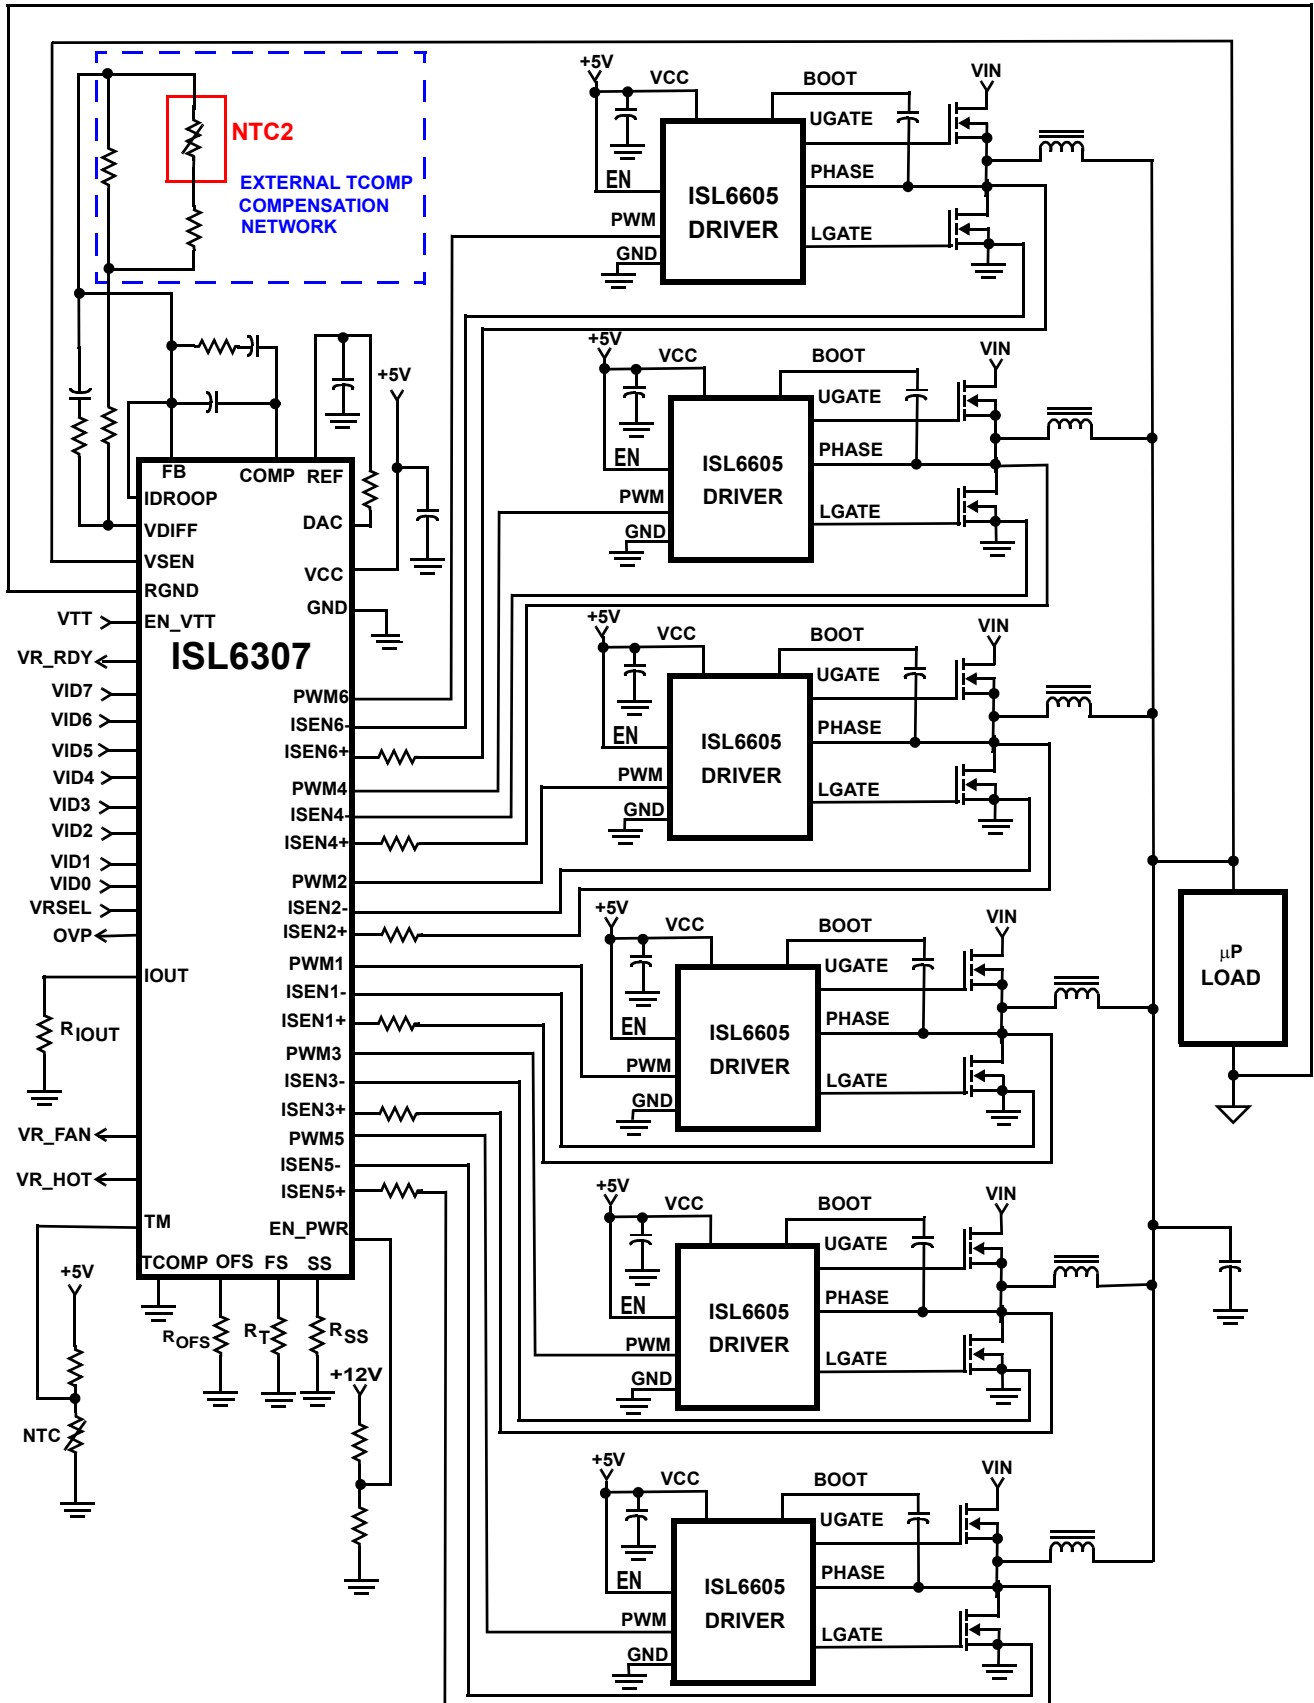 NTC2
EXTERNAL TCOMP
COMPENSATION
NETWORK
+5V
VCC
BOOT
VIN
UGATE
EN
ISL6605
DRIVER
PHASE
PWM
LGATE
GND
+5V
VCC
BOOT
VIN
UGATE
EN
ISL6605
DRIVER
PHASE
PWM
LGATE
GND
+5V
VCC
BOOT
VIN
UGATE
EN
ISL6605
DRIVER
PHASE
PWM
LGATE
GND
+5V
VCC
BOOT
VIN
UGATE
EN
ISL6605
DRIVER
PHASE
PWM
LGATE
GND
+5V
VCC
BOOT
VIN
UGATE
EN
ISL6605
DRIVER
PHASE
PWM
LGATE
GND
+5V
VCC
BOOT
VIN
UGATE
EN
ISL6605
DRIVER
PHASE
PWM
LGATE
GND
µP
LOAD
+5V
FB
COMP
REF
IDROOP
VDIFF
VSEN
RGND
EN_VTT
DAC
VCC
GND
ISL6307
VTT
VR_RDY
VID7
VID6
VID5
VID4
VID3
VID2
VID1
VID0
VRSEL
OVP
IOUT
RIOUT
VR_FAN
VR_HOT
TM
PWM6
ISEN6-
ISEN6+
PWM4
ISEN4-
ISEN4+
PWM2
ISEN2-
ISEN2+
PWM1
ISEN1-
ISEN1+
PWM3
ISEN3-
ISEN3+
PWM5
ISEN5-
ISEN5+
EN_PWR
TCOMP
OFS
FS
SS
+5V
NTC
ROFS
RT
RSS
+12V